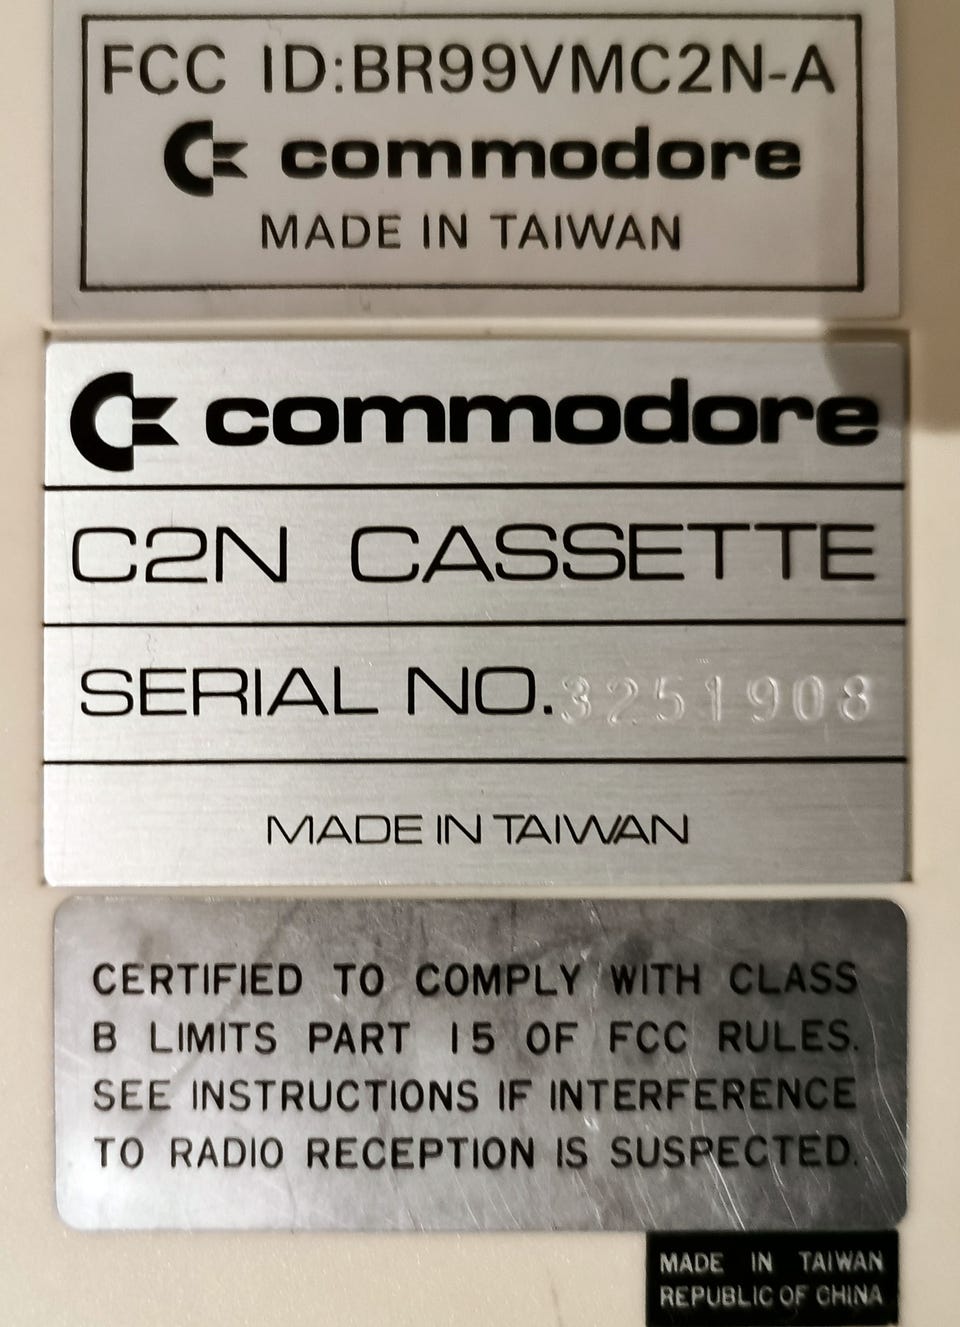 FCC ID:BR99VMC2N-A
commodore
MADE IN TAIWAN
commodore
C2N CASSETTE
SERIAL NO. 3251908
MADE IN TAIWAN
CERTIFIED TO COMPLY WITH CLASS
B LIMITS PART 15 OF FCC RULES.
SEE INSTRUCTIONS IF INTERFERENCE
TO RADIO RECEPTION IS SUSPECTED.
MADE IN TAIWAN
REPUBLIC OF CHINA